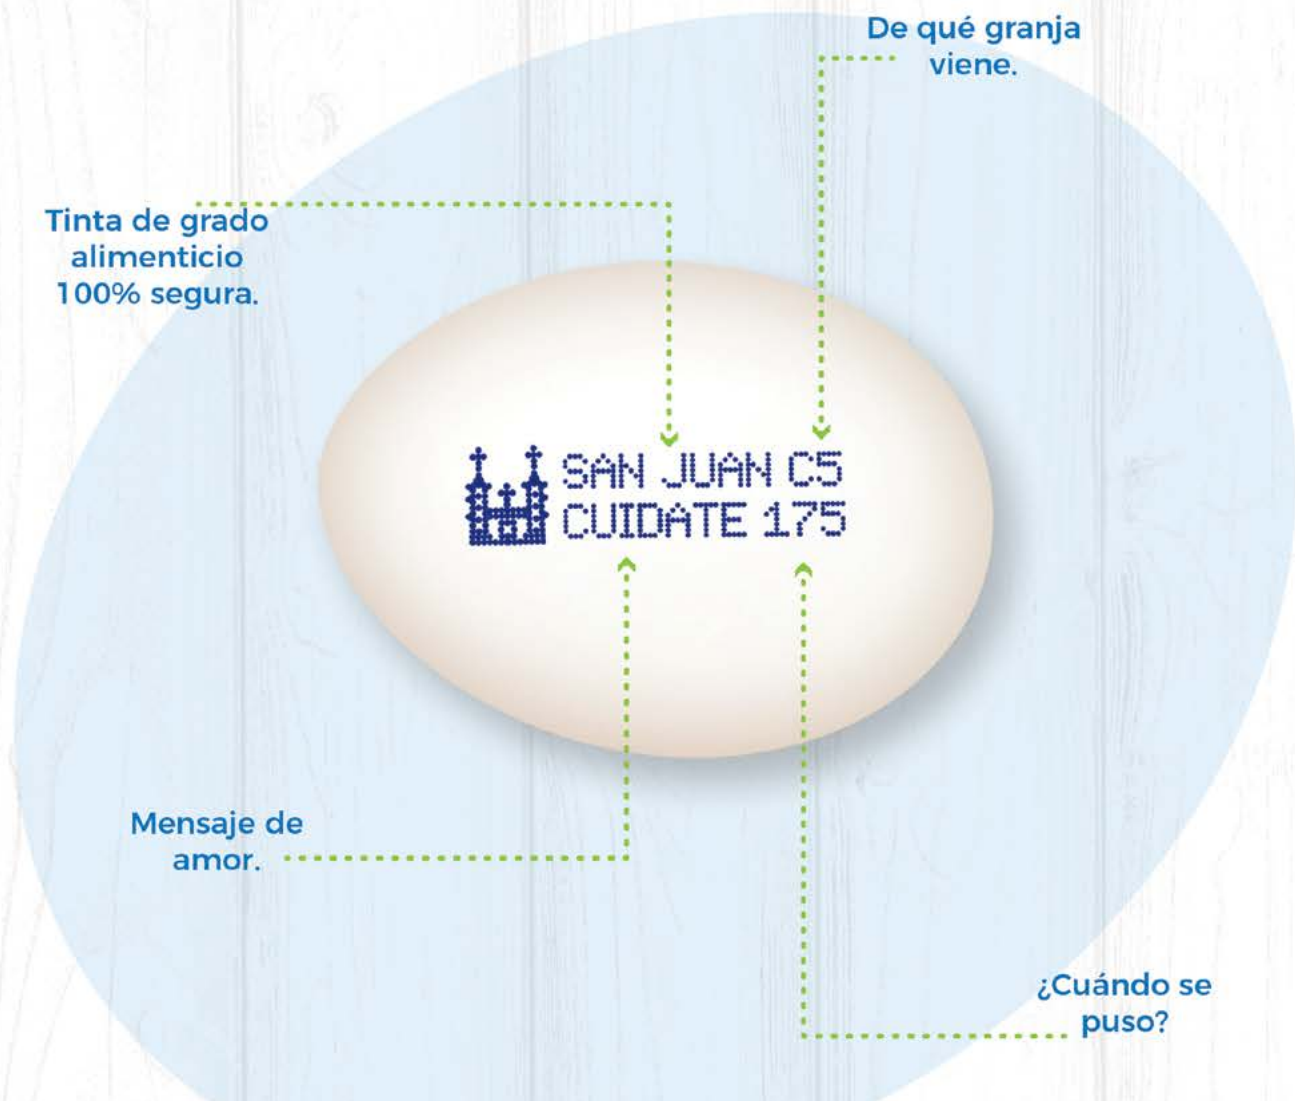 De qué granja
viene.
Tinta de grado
alimenticio
100% segura.
SAN JUAN C5
CUIDATE 175
Mensaje de
amor.
¿Cuándo se
puso?